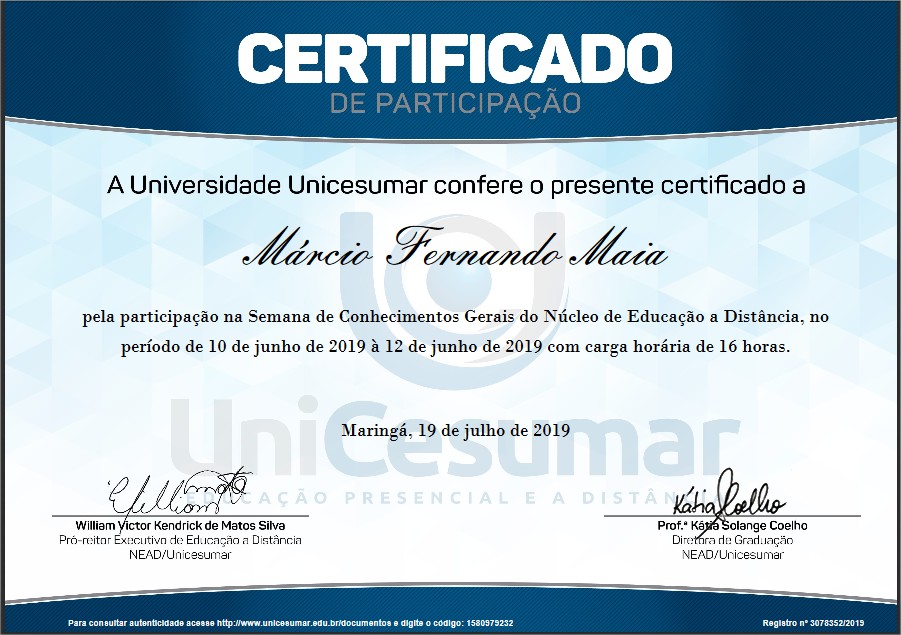 CERTIFICADO
DE PARTICIPAÇÃO
A Universidade Unicesumar confere o presente certificado a
Márcio Fernando Maia
pela participação na Semana de Conhecimentos Gerais do Núcleo de Educação a Distância, no
período de 10 de junho de 2019 à 12 de junho de 2019 com carga horária de 16 horas.
Maringá, 19 de julho de 2019
UniCesumar
EDUCAÇÃO PRESENCIAL E A DISTÂNCIA
Kátia Coelho
William Victor Kendrick de Matos Silva
Pró-reitor Executivo de Educação a Distância
NEAD/Unicesumar
Prof.ª Kátia Solange Coelho
Diretora de Graduação
NEAD/Unicesumar
Para consultar autenticidade acesse http://www.unicesumar.edu.br/documentos e digite o código: 1580979232
Registro nº 3078352/2019